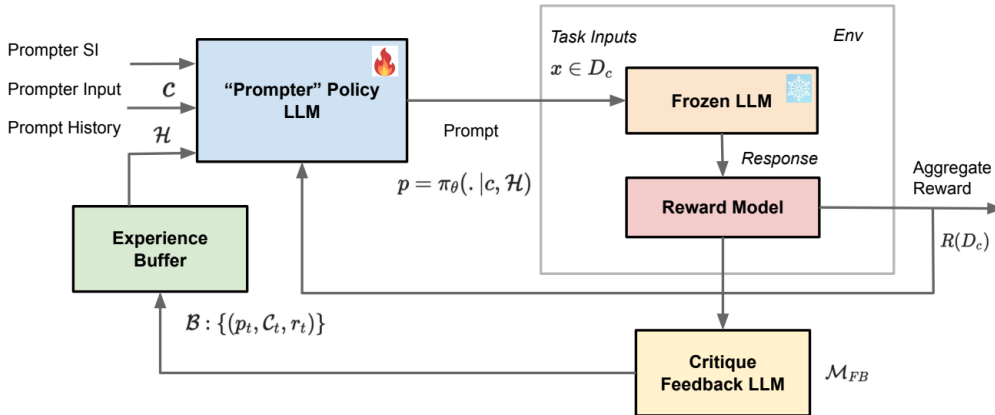 Prompter SI
Prompter Input
𝒞
Prompt History
ℋ
“Prompter” Policy
LLM
Prompt
p = π_θ(. |c, ℋ)
Task Inputs
x ∈ D_c
Env
Frozen LLM
Response
Reward Model
Aggregate
Reward
R(D_c)
Experience
Buffer
ℬ : {(p_t, 𝒞_t, r_t)}
Critique
Feedback LLM
ℳ_FB